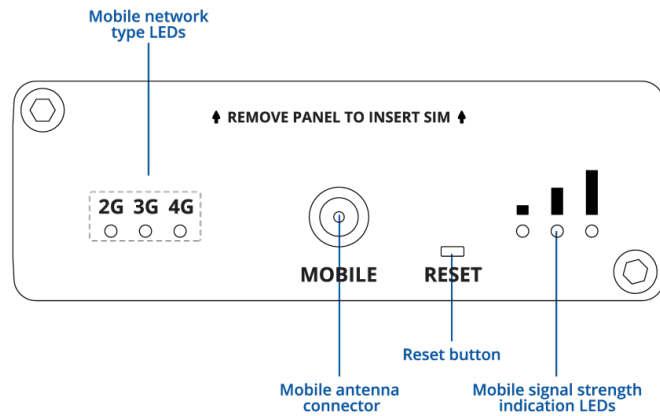 Mobile network
type LEDs
REMOVE PANEL TO INSERT SIM
2G 3G 4G
MOBILE
RESET
Reset button
Mobile antenna
connector
Mobile signal strength
indication LEDs